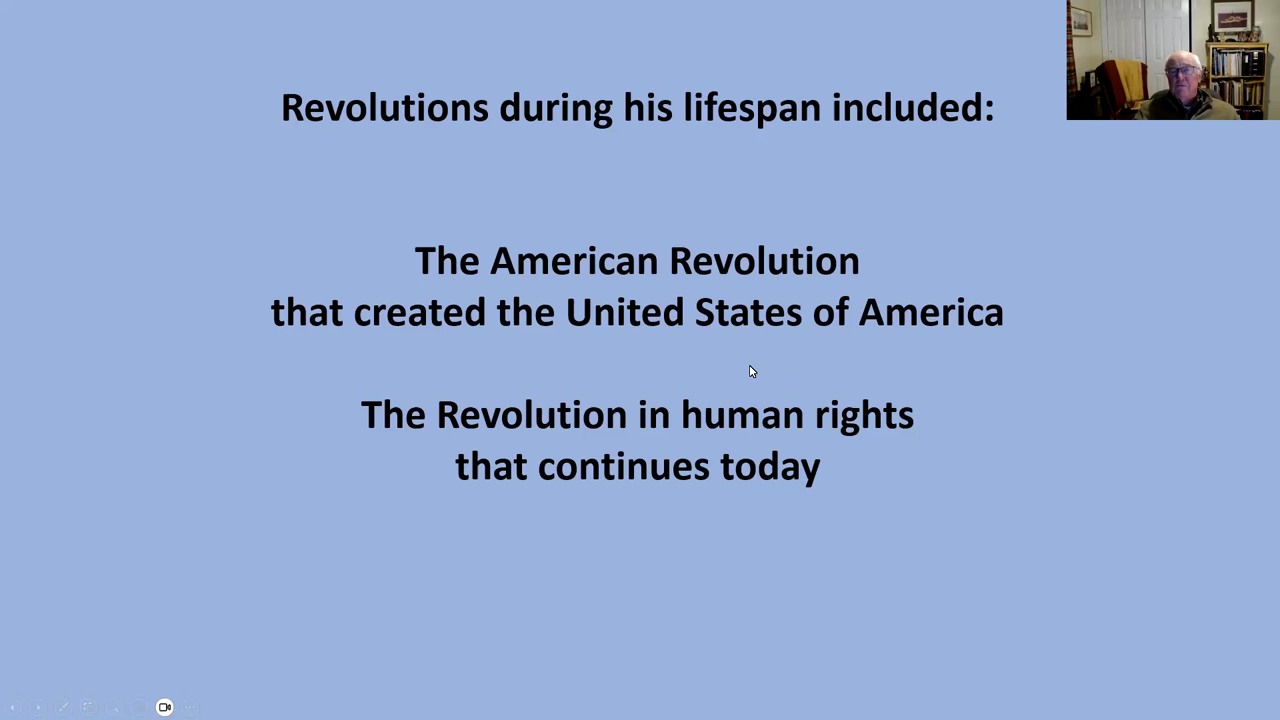 Revolutions during his lifespan included:
The American Revolution
that created the United States of America
The Revolution in human rights
that continues today